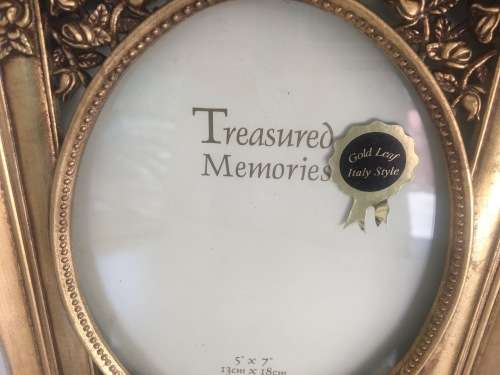 Treasured
Memories
Gold Leaf
Italy Style
5" x 7"
13cm x 18cm